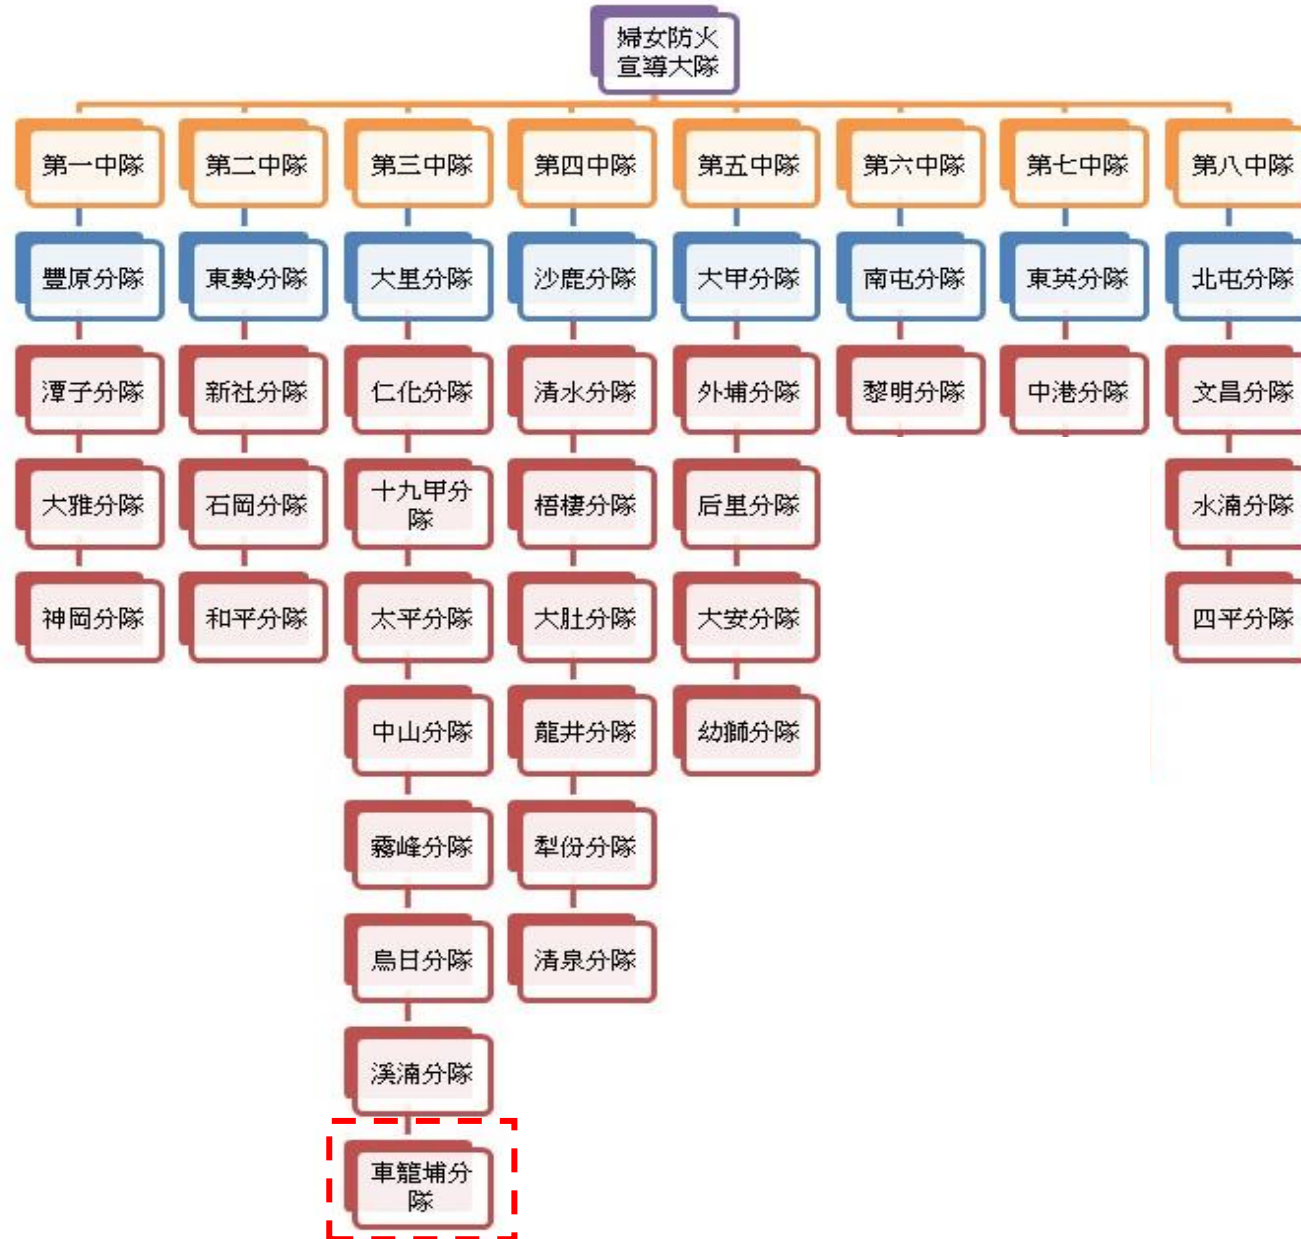 婦女防火
宣導大隊
第一中隊
第二中隊
第三中隊
第四中隊
第五中隊
第六中隊
第七中隊
第八中隊
豐原分隊
東勢分隊
大里分隊
沙鹿分隊
大甲分隊
南屯分隊
東英分隊
北屯分隊
潭子分隊
新社分隊
仁化分隊
清水分隊
外埔分隊
黎明分隊
中港分隊
文昌分隊
大雅分隊
石岡分隊
十九甲分
隊
梧棲分隊
后里分隊
水湳分隊
神岡分隊
和平分隊
太平分隊
大肚分隊
大安分隊
四平分隊
中山分隊
龍井分隊
幼獅分隊
霧峰分隊
犁份分隊
烏日分隊
清泉分隊
溪湳分隊
車籠埔分
隊